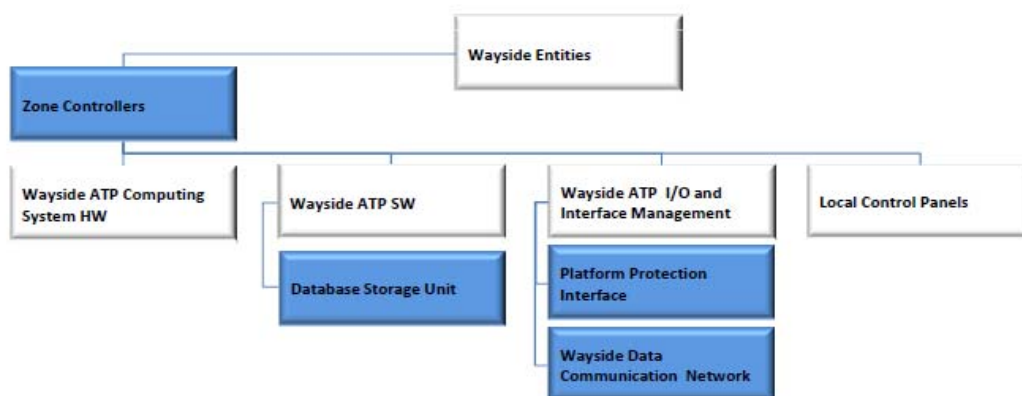 Wayside Entities
Zone Controllers
Wayside ATP Computing
System HW
Wayside ATP SW
Wayside ATP I/O and
Interface Management
Local Control Panels
Database Storage Unit
Platform Protection
Interface
Wayside Data
Communication Network